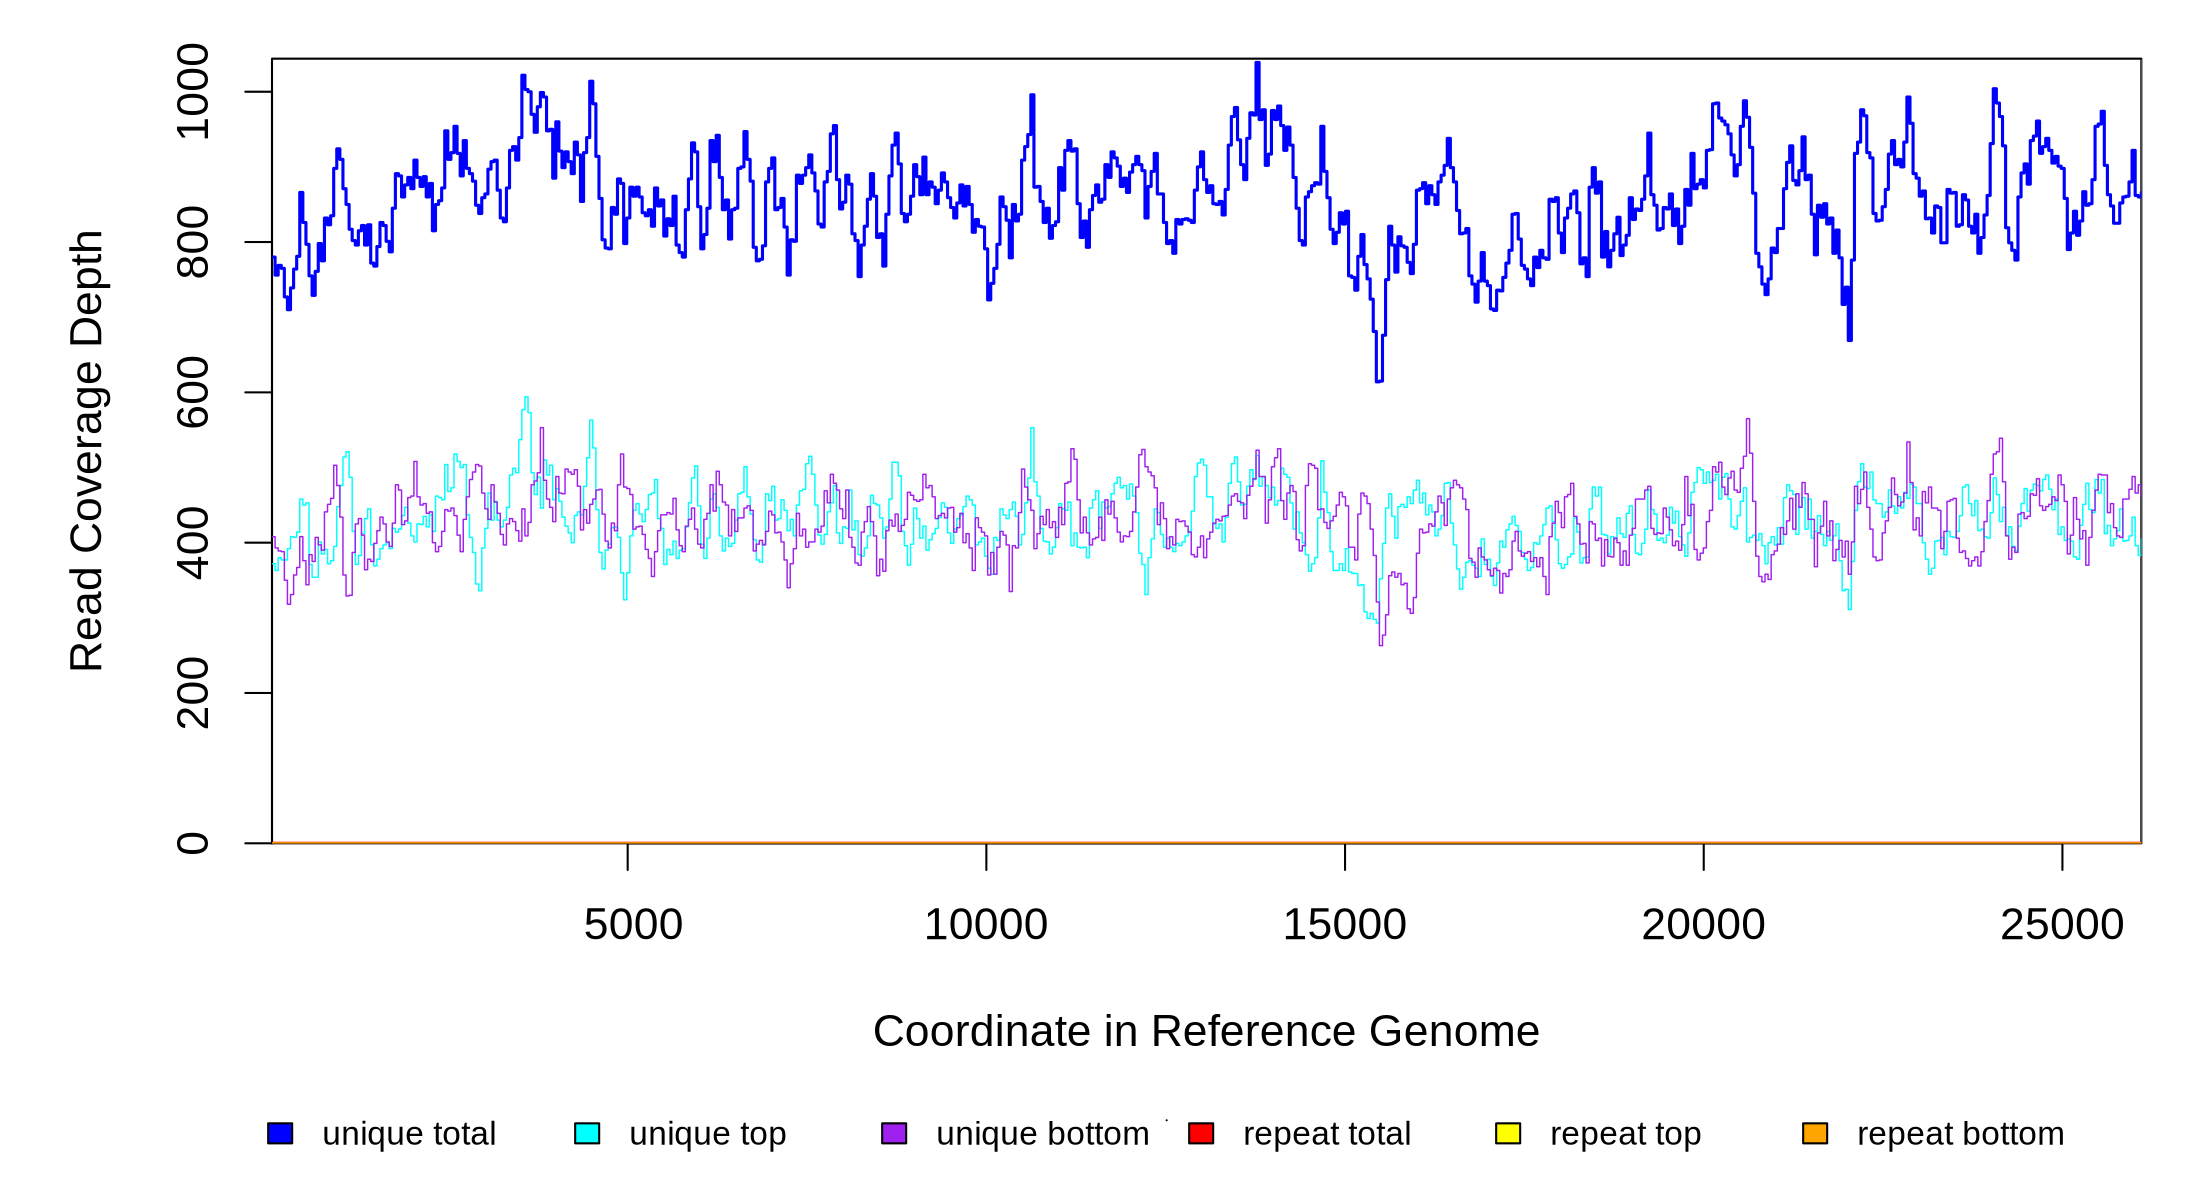 Read Coverage Depth
1000
800
600
400
200
0
5000 10000 15000 20000 25000
Coordinate in Reference Genome
unique total unique top unique bottom repeat total repeat top repeat bottom